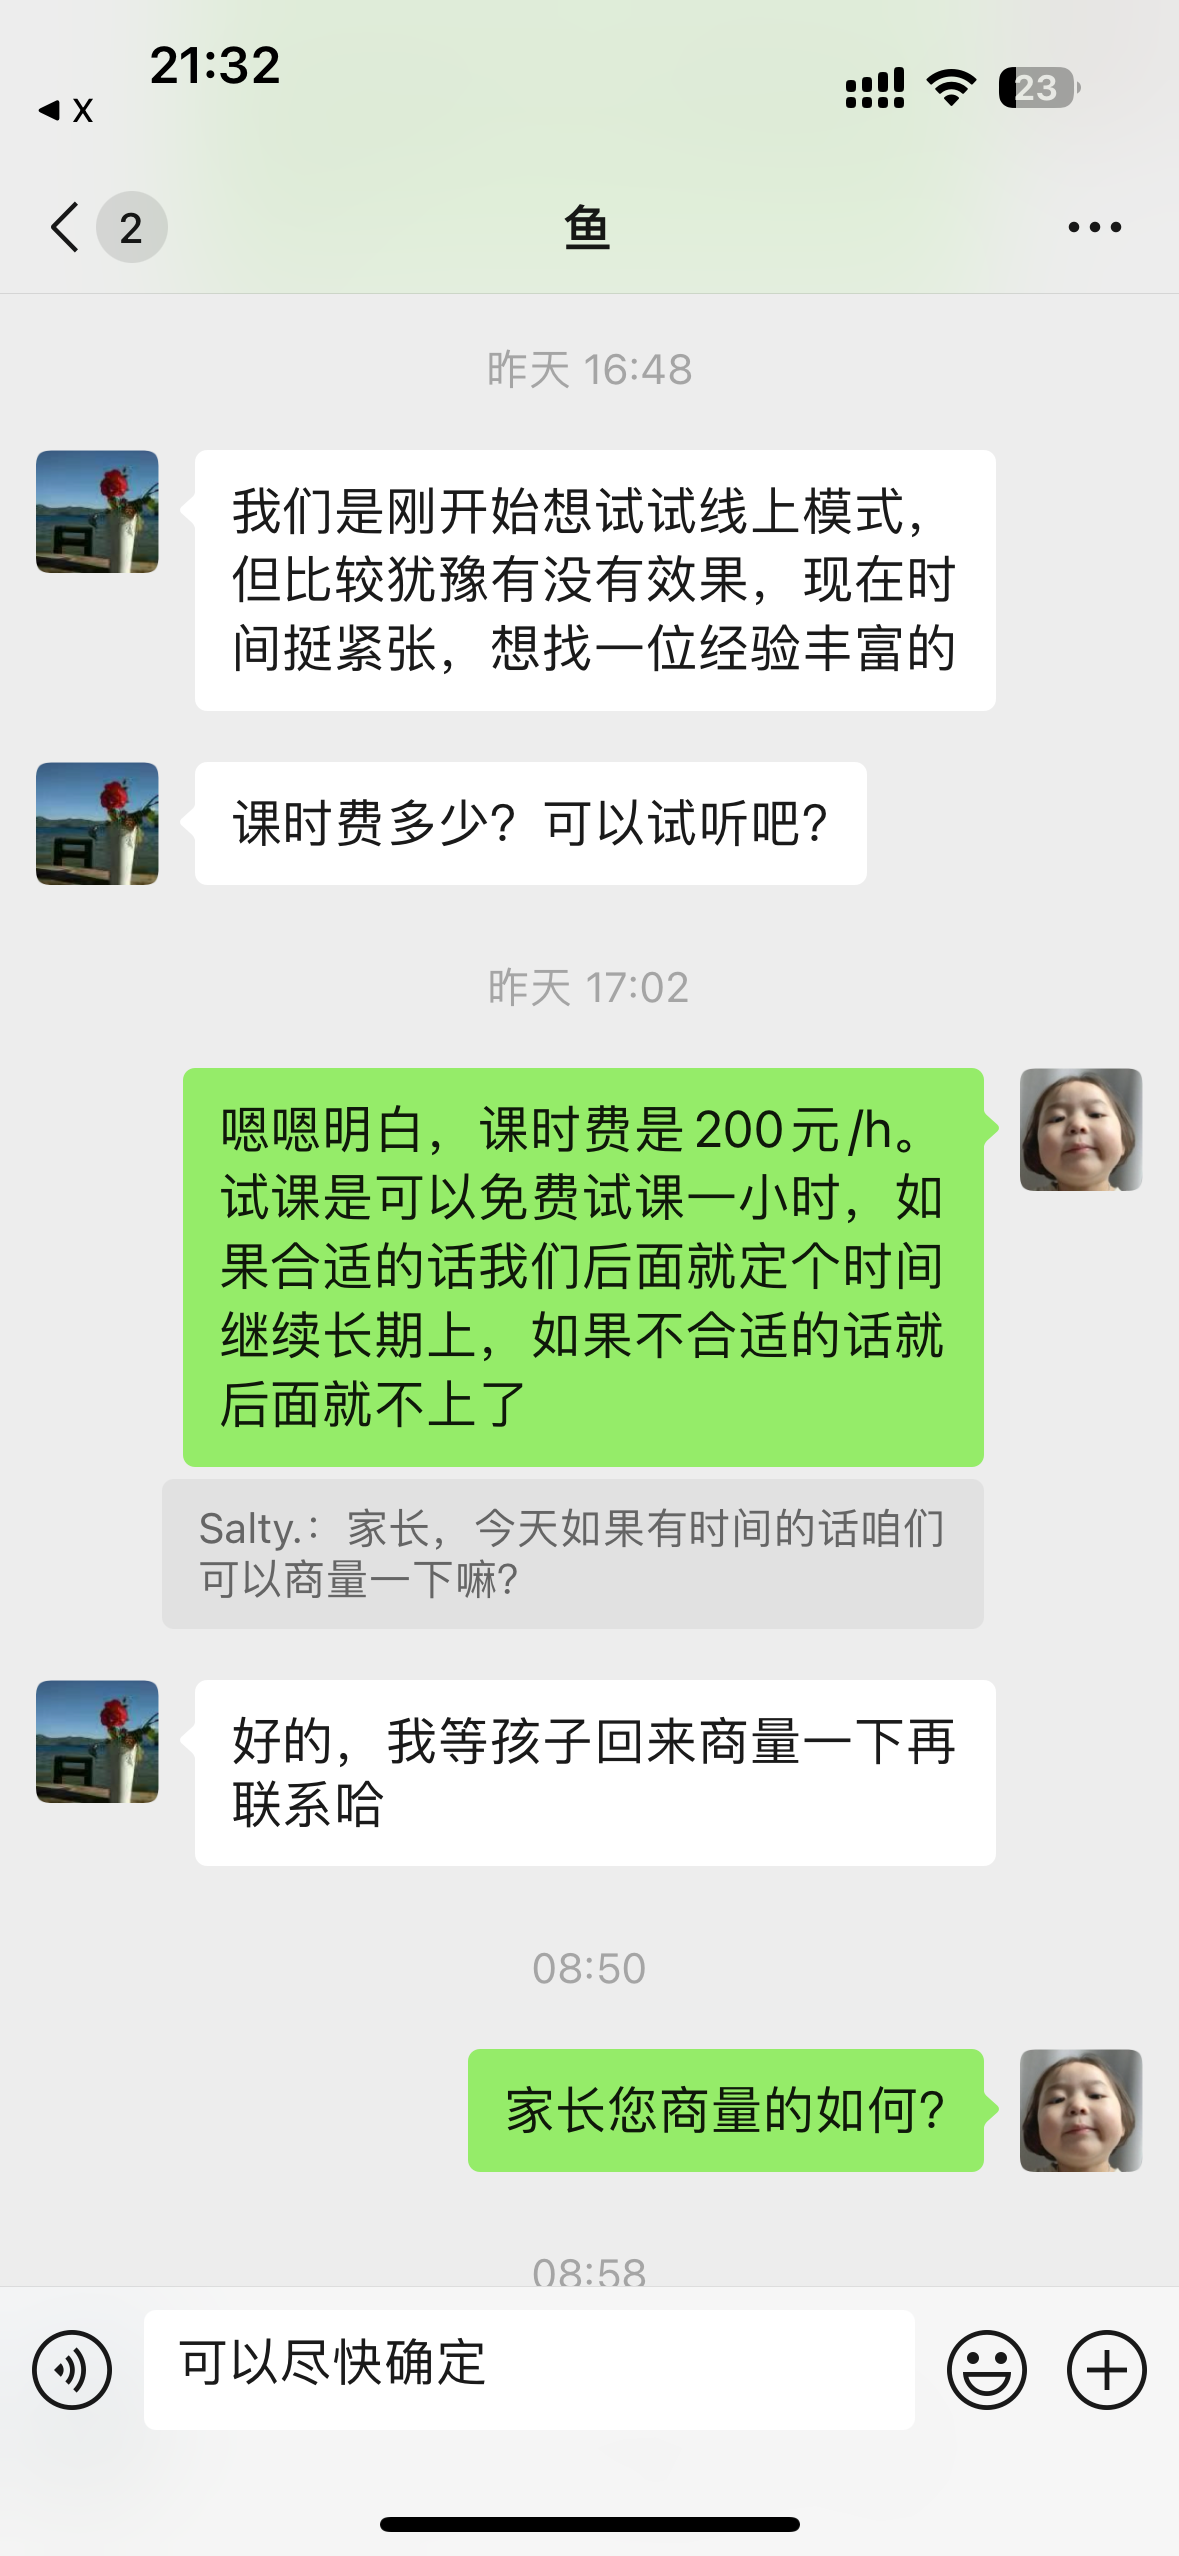 21:32
◀ X
23
2
鱼
昨天 16:48
我们是刚开始想试试线上模式，
但比较犹豫有没有效果，现在时
间挺紧张，想找一位经验丰富的
课时费多少？可以试听吧？
昨天 17:02
嗯嗯明白，课时费是200元/h。
试课是可以免费试课一小时，如
果合适的话我们后面就定个时间
继续长期上，如果不合适的话就
后面就不上了
Salty.：家长，今天如果有时间的话咱们
可以商量一下嘛？
好的，我等孩子回来商量一下再
联系哈
08:50
家长您商量的如何？
08:58
可以尽快确定